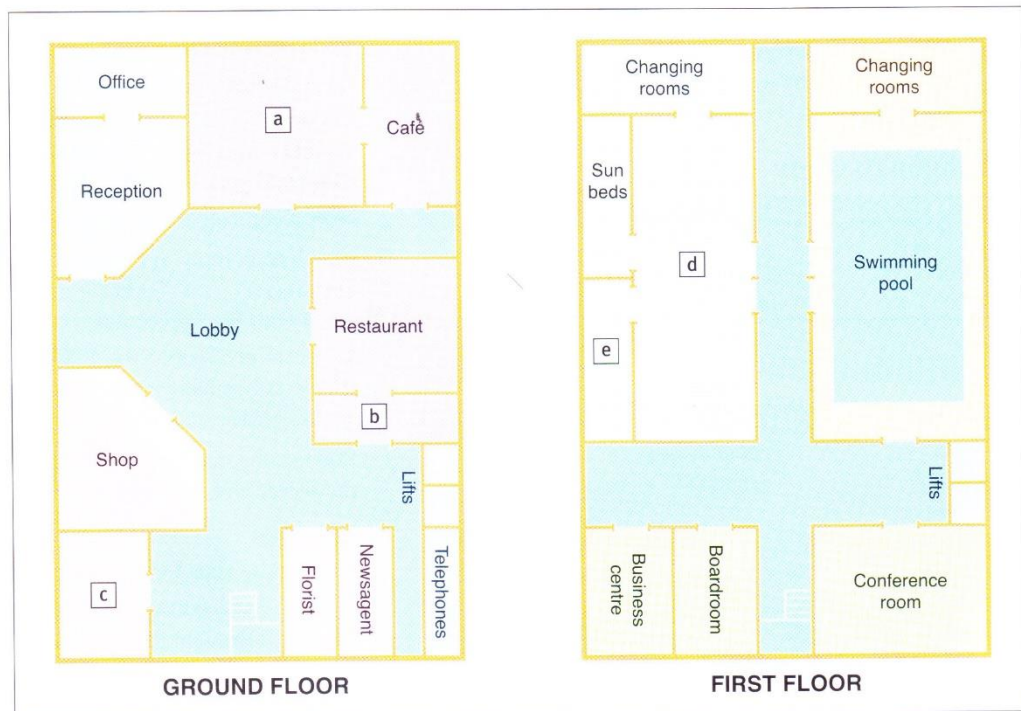 Office
a
Café
Reception
Lobby
Restaurant
b
Shop
Lifts
c
Florist
Newsagent
Telephones
GROUND FLOOR
Changing
rooms
Changing
rooms
Sun
beds
d
Swimming
pool
e
Lifts
Business
centre
Boardroom
Conference
room
FIRST FLOOR